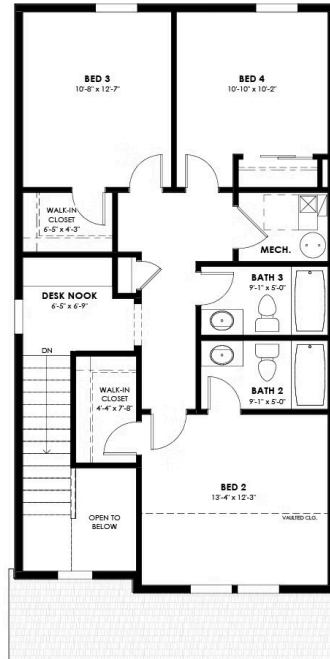 BED 3
10'-8" x 12'-7"
BED 4
10'-10" x 10'-2"
WALK-IN
CLOSET
6'-5" x 4'-3"
MECH.
DESK NOOK
6'-5" x 6'-9"
BATH 3
9'-1" x 5'-0"
DN
WALK-IN
CLOSET
4'-4" x 7'-8"
BATH 2
9'-1" x 5'-0"
BED 2
13'-4" x 12'-3"
VAULTED CLG.
OPEN TO
BELOW